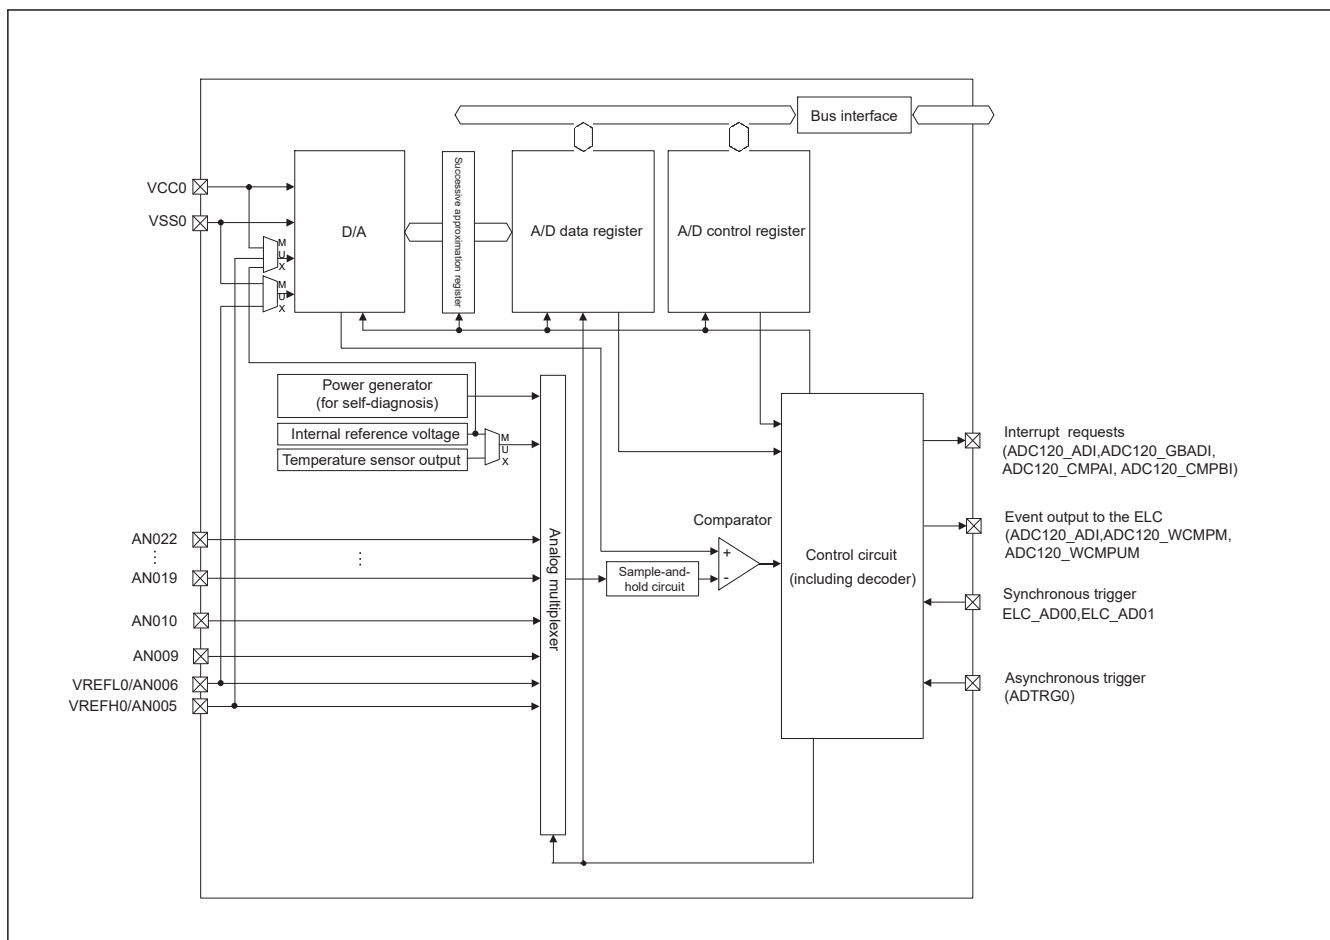 Bus interface
VCC0
VSS0
D/A
Successive approximation register
A/D data register
A/D control register
M
U
X
M
U
X
Power generator
(for self-diagnosis)
Internal reference voltage
Temperature sensor output
M
U
X
Interrupt requests
(ADC120_ADI,ADC120_GBADI,
ADC120_CMPAI, ADC120_CMPBI)
Event output to the ELC
(ADC120_ADI,ADC120_WCMPM,
ADC120_WCMPUM
Synchronous trigger
ELC_AD00,ELC_AD01
Asynchronous trigger
(ADTRG0)
Comparator
+
-
Control circuit
(including decoder)
Sample-and-
hold circuit
Analog multiplexer
AN022
⋮
AN019
⋮
AN010
AN009
VREFL0/AN006
VREFH0/AN005